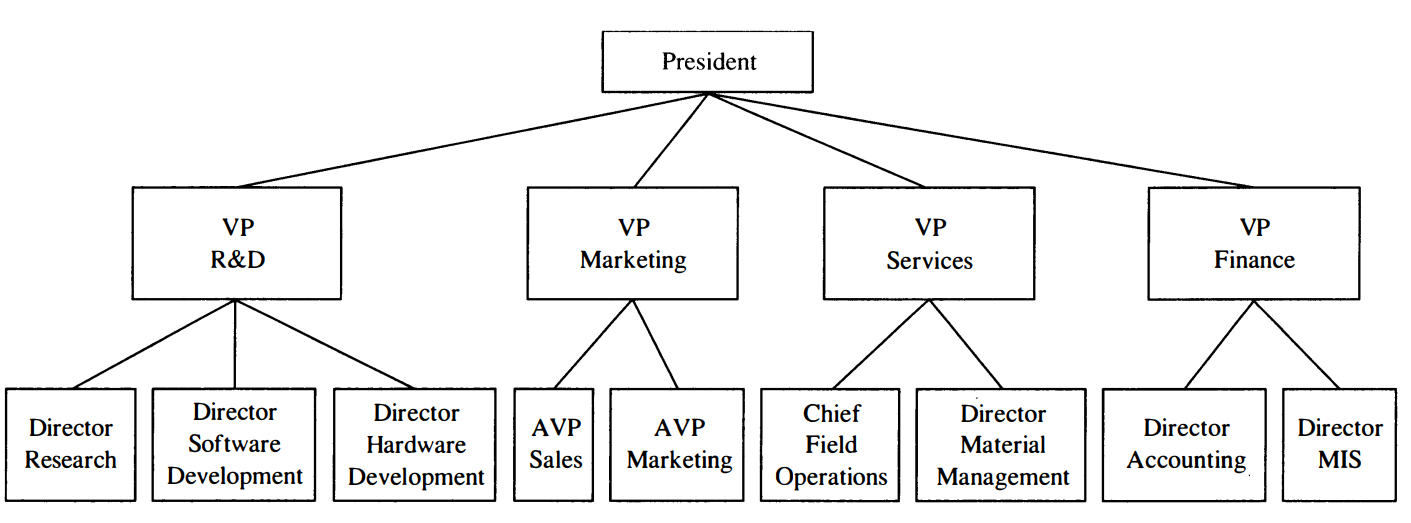 President
VP
R&D
VP
Marketing
VP
Services
VP
Finance
Director
Research
Director
Software
Development
Director
Hardware
Development
AVP
Sales
AVP
Marketing
Chief
Field
Operations
Director
Material
Management
Director
Accounting
Director
MIS